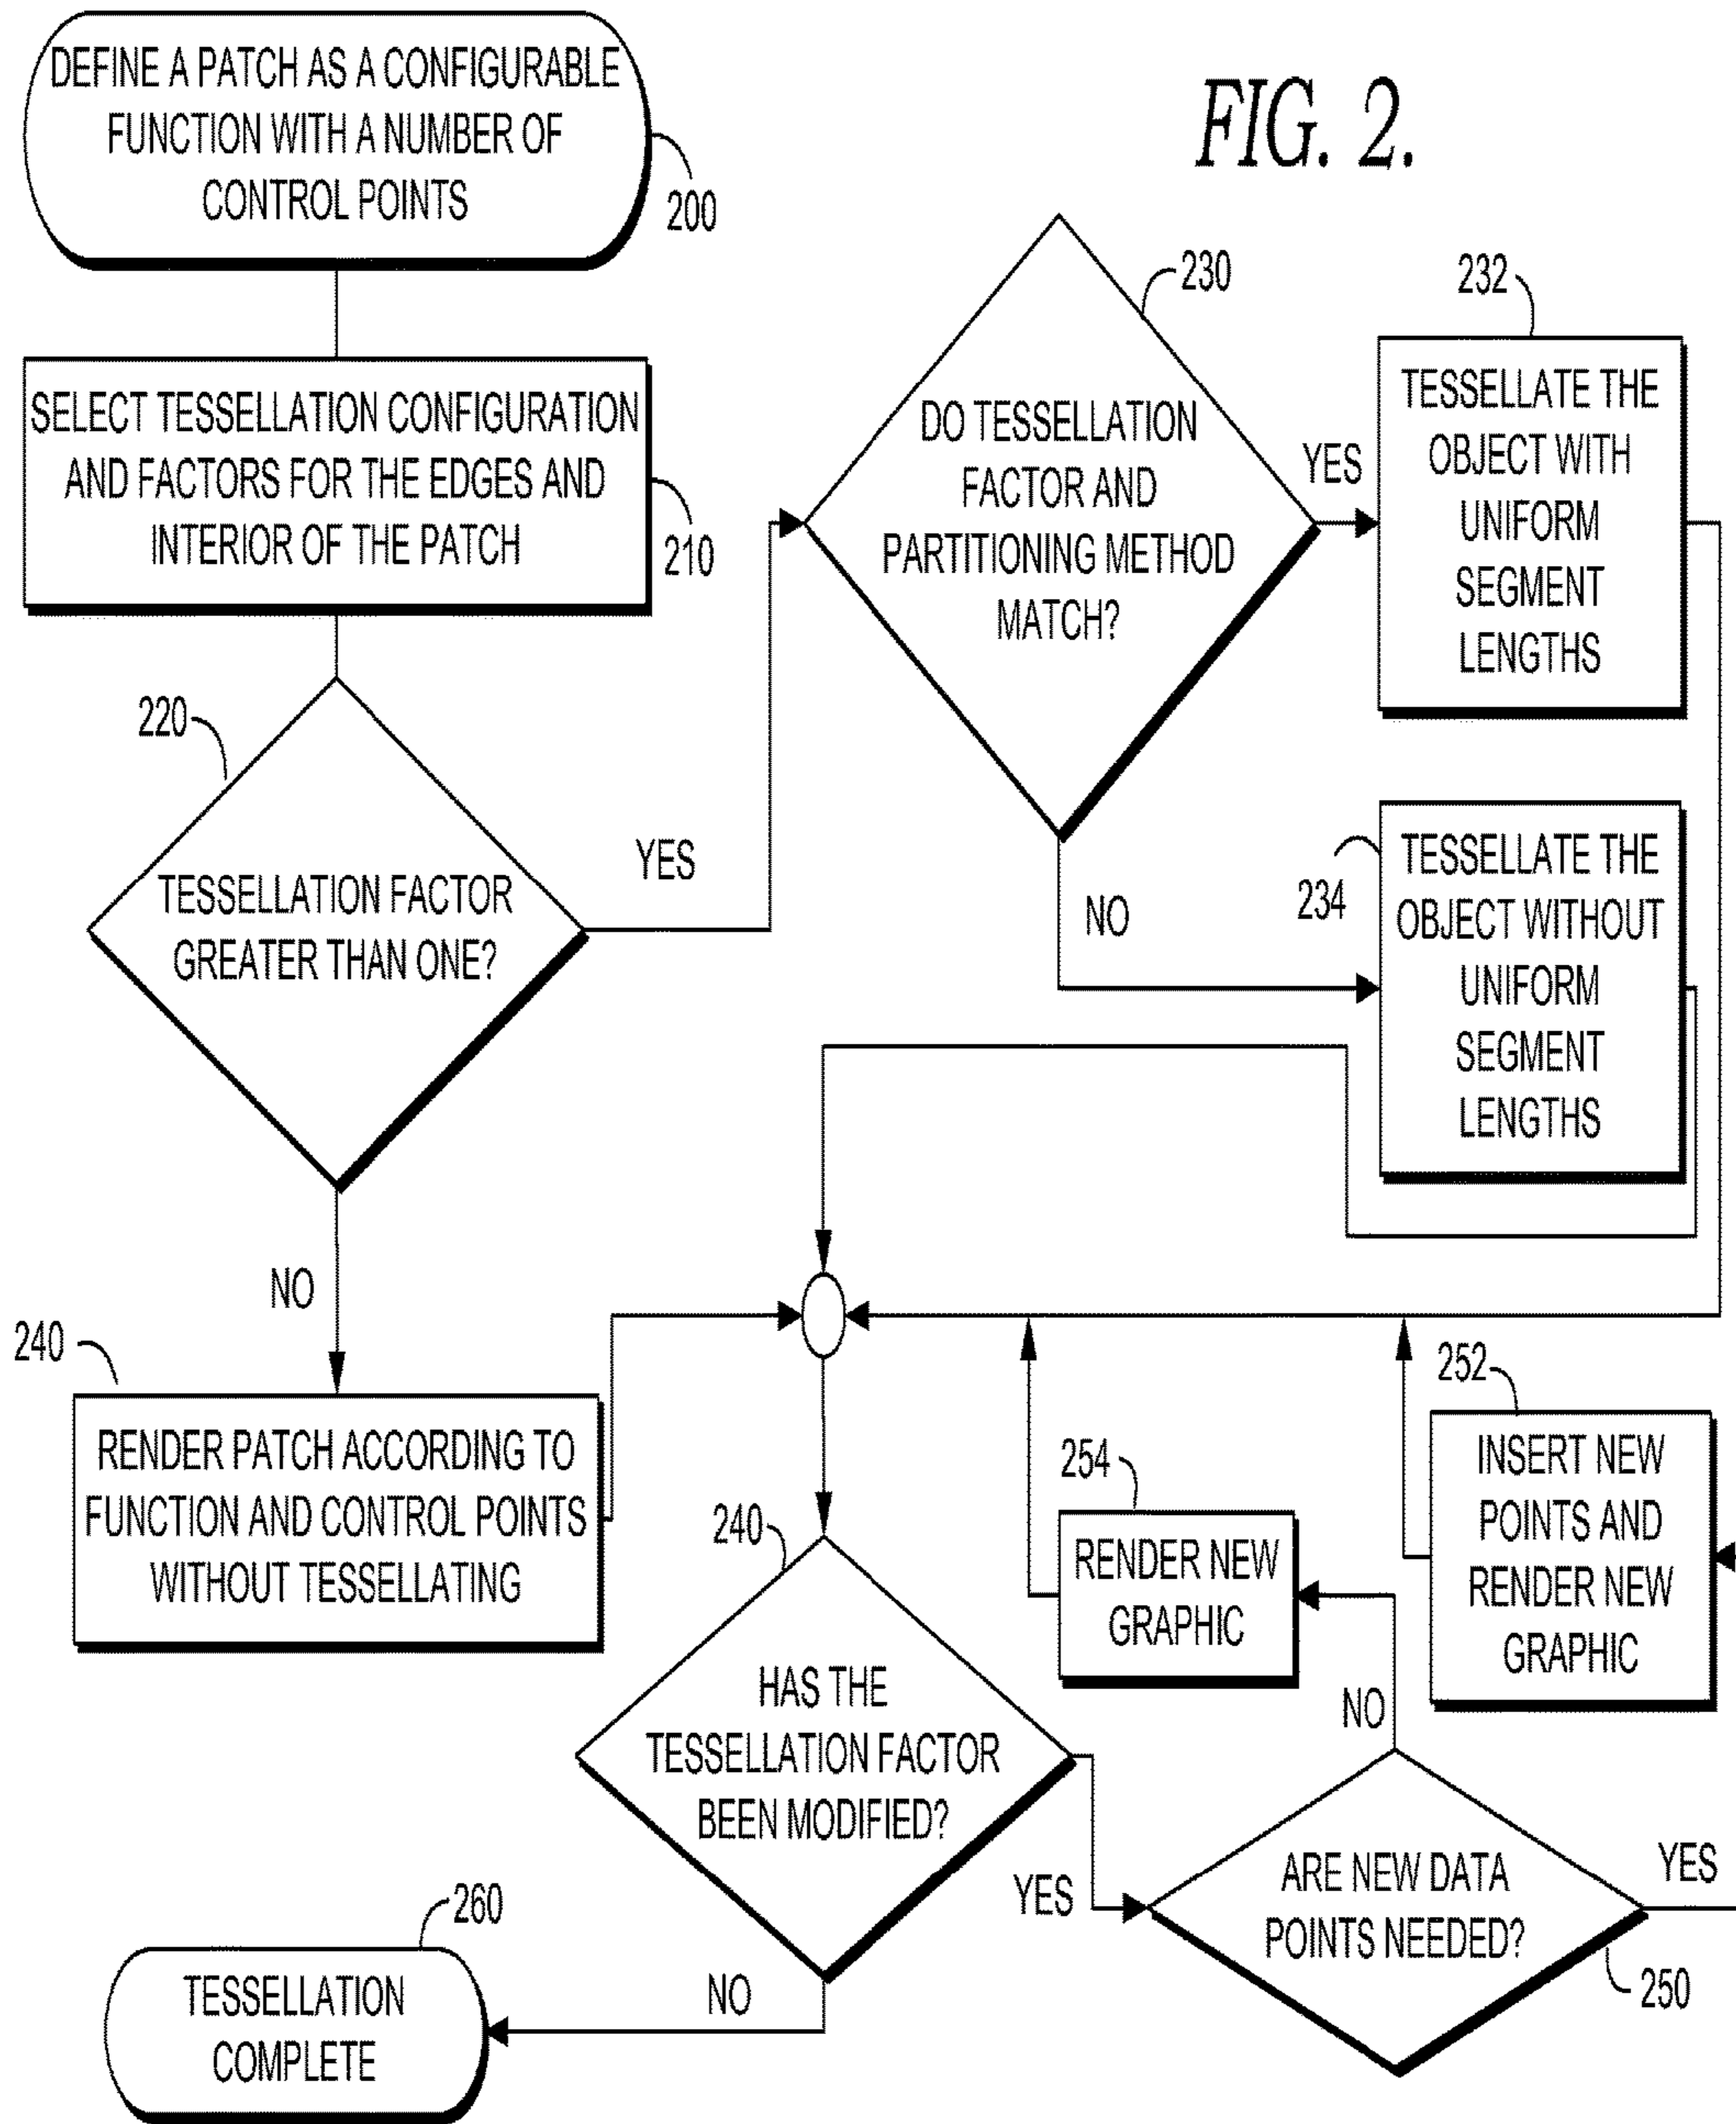 FIG. 2.
DEFINE A PATCH AS A CONFIGURABLE
FUNCTION WITH A NUMBER OF
CONTROL POINTS
200
SELECT TESSELLATION CONFIGURATION
AND FACTORS FOR THE EDGES AND
INTERIOR OF THE PATCH
210
220
TESSELLATION FACTOR
GREATER THAN ONE?
YES
NO
230
DO TESSELLATION
FACTOR AND
PARTITIONING METHOD
MATCH?
YES
NO
232
TESSELLATE THE
OBJECT WITH
UNIFORM
SEGMENT
LENGTHS
234
TESSELLATE THE
OBJECT WITHOUT
UNIFORM
SEGMENT
LENGTHS
240
RENDER PATCH ACCORDING TO
FUNCTION AND CONTROL POINTS
WITHOUT TESSELLATING
240
HAS THE
TESSELLATION FACTOR
BEEN MODIFIED?
YES
NO
254
RENDER NEW
GRAPHIC
252
INSERT NEW
POINTS AND
RENDER NEW
GRAPHIC
NO
ARE NEW DATA
POINTS NEEDED?
YES
250
260
TESSELLATION
COMPLETE